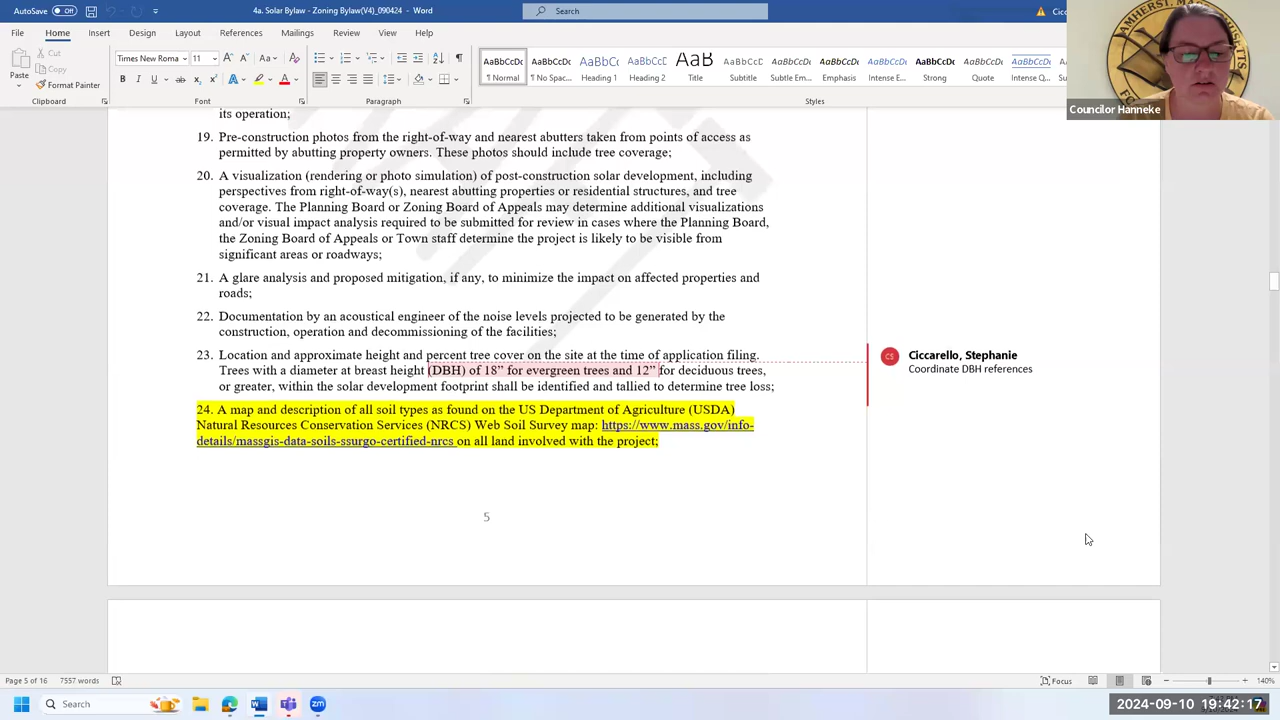 AutoSave Off
4a. Solar Bylaw - Zoning Bylaw(V4)_090424 - Word
Search
Cicc
File Home Insert Design Layout References Mailings Review View Help
Paste
Cut
Copy
Format Painter
Times New Roma 11
Clipboard
Font
Paragraph
Styles
¶ Normal
¶ No Spac...
Heading 1
Heading 2
Title
Subtitle
Subtle Em...
Emphasis
Intense E...
Strong
Quote
Intense Q...
AMHERST, MASSACHUSETTS
Councilor Hanneke
its operation;
19. Pre-construction photos from the right-of-way and nearest abutters taken from points of access as
permitted by abutting property owners. These photos should include tree coverage;
20. A visualization (rendering or photo simulation) of post-construction solar development, including
perspectives from right-of-way(s), nearest abutting properties or residential structures, and tree
coverage. The Planning Board or Zoning Board of Appeals may determine additional visualizations
and/or visual impact analysis required to be submitted for review in cases where the Planning Board,
the Zoning Board of Appeals or Town staff determine the project is likely to be visible from
significant areas or roadways;
21. A glare analysis and proposed mitigation, if any, to minimize the impact on affected properties and
roads;
22. Documentation by an acoustical engineer of the noise levels projected to be generated by the
construction, operation and decommissioning of the facilities;
23. Location and approximate height and percent tree cover on the site at the time of application filing.
Trees with a diameter at breast height (DBH) of 18” for evergreen trees and 12” for deciduous trees,
or greater, within the solar development footprint shall be identified and tallied to determine tree loss;
24. A map and description of all soil types as found on the US Department of Agriculture (USDA)
Natural Resources Conservation Services (NRCS) Web Soil Survey map: https://www.mass.gov/info-
details/massgis-data-soils-ssurgo-certified-nrcs on all land involved with the project;
5
CS
Ciccarello, Stephanie
Coordinate DBH references
Page 5 of 16 7557 words
Focus
140%
Search
2024-09-10 19:42:17